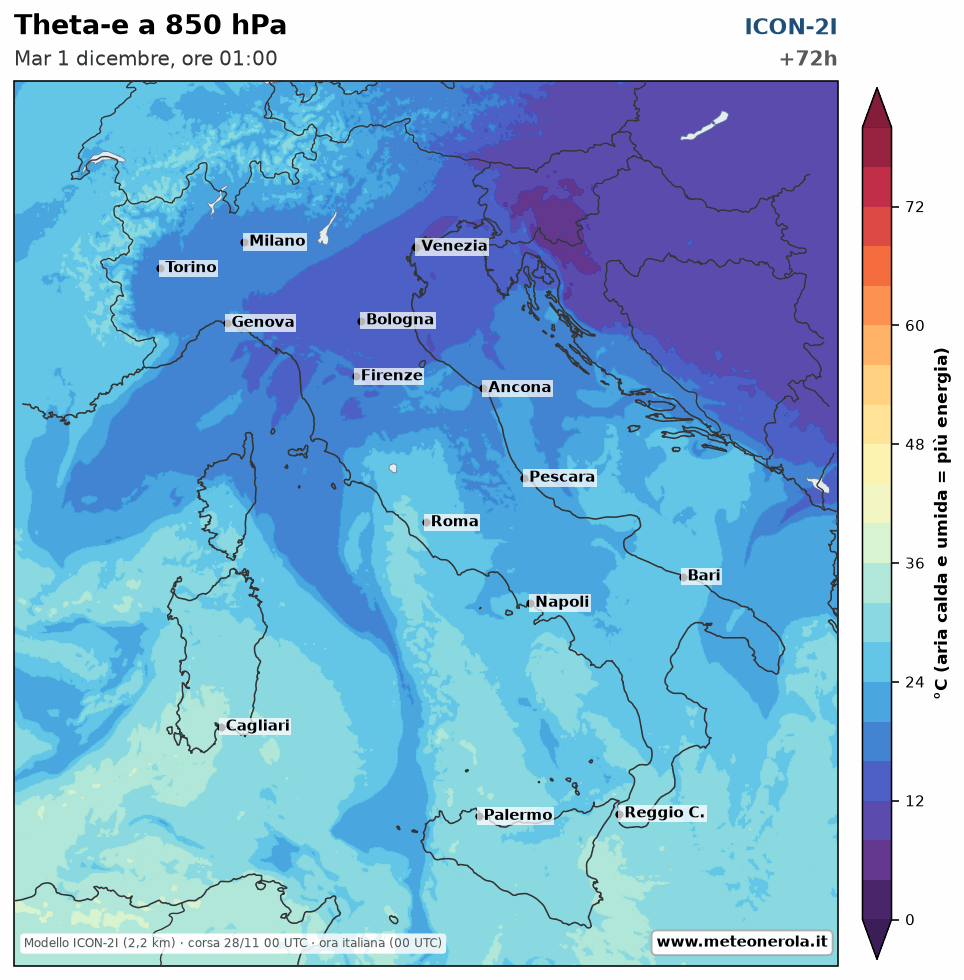 Theta-e a 850 hPa
ICON-2I
Mar 1 dicembre, ore 01:00
+72h
Milano
Venezia
Torino
Genova
Bologna
Firenze
Ancona
Pescara
Roma
Bari
Napoli
Cagliari
Palermo
Reggio C.
72
60
48
36
24
12
0
°C (aria calda e umida = più energia)
Modello ICON-2I (2,2 km) · corsa 28/11 00 UTC · ora italiana (00 UTC)
www.meteonerola.it